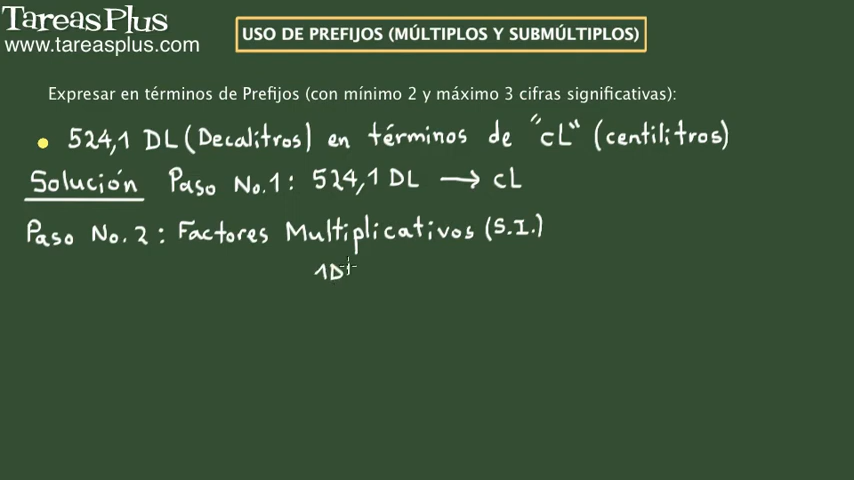 TareasPlus
www.tareasplus.com
USO DE PREFIJOS (MÚLTIPLOS Y SUBMÚLTIPLOS)
Expresar en términos de Prefijos (con mínimo 2 y máximo 3 cifras significativas):
524,1 DL (Decalitros) en términos de "cL" (centilitros)
Solución Paso No.1: 524,1 DL → cL
Paso No. 2: Factores Multiplicativos (S.I.)
1D